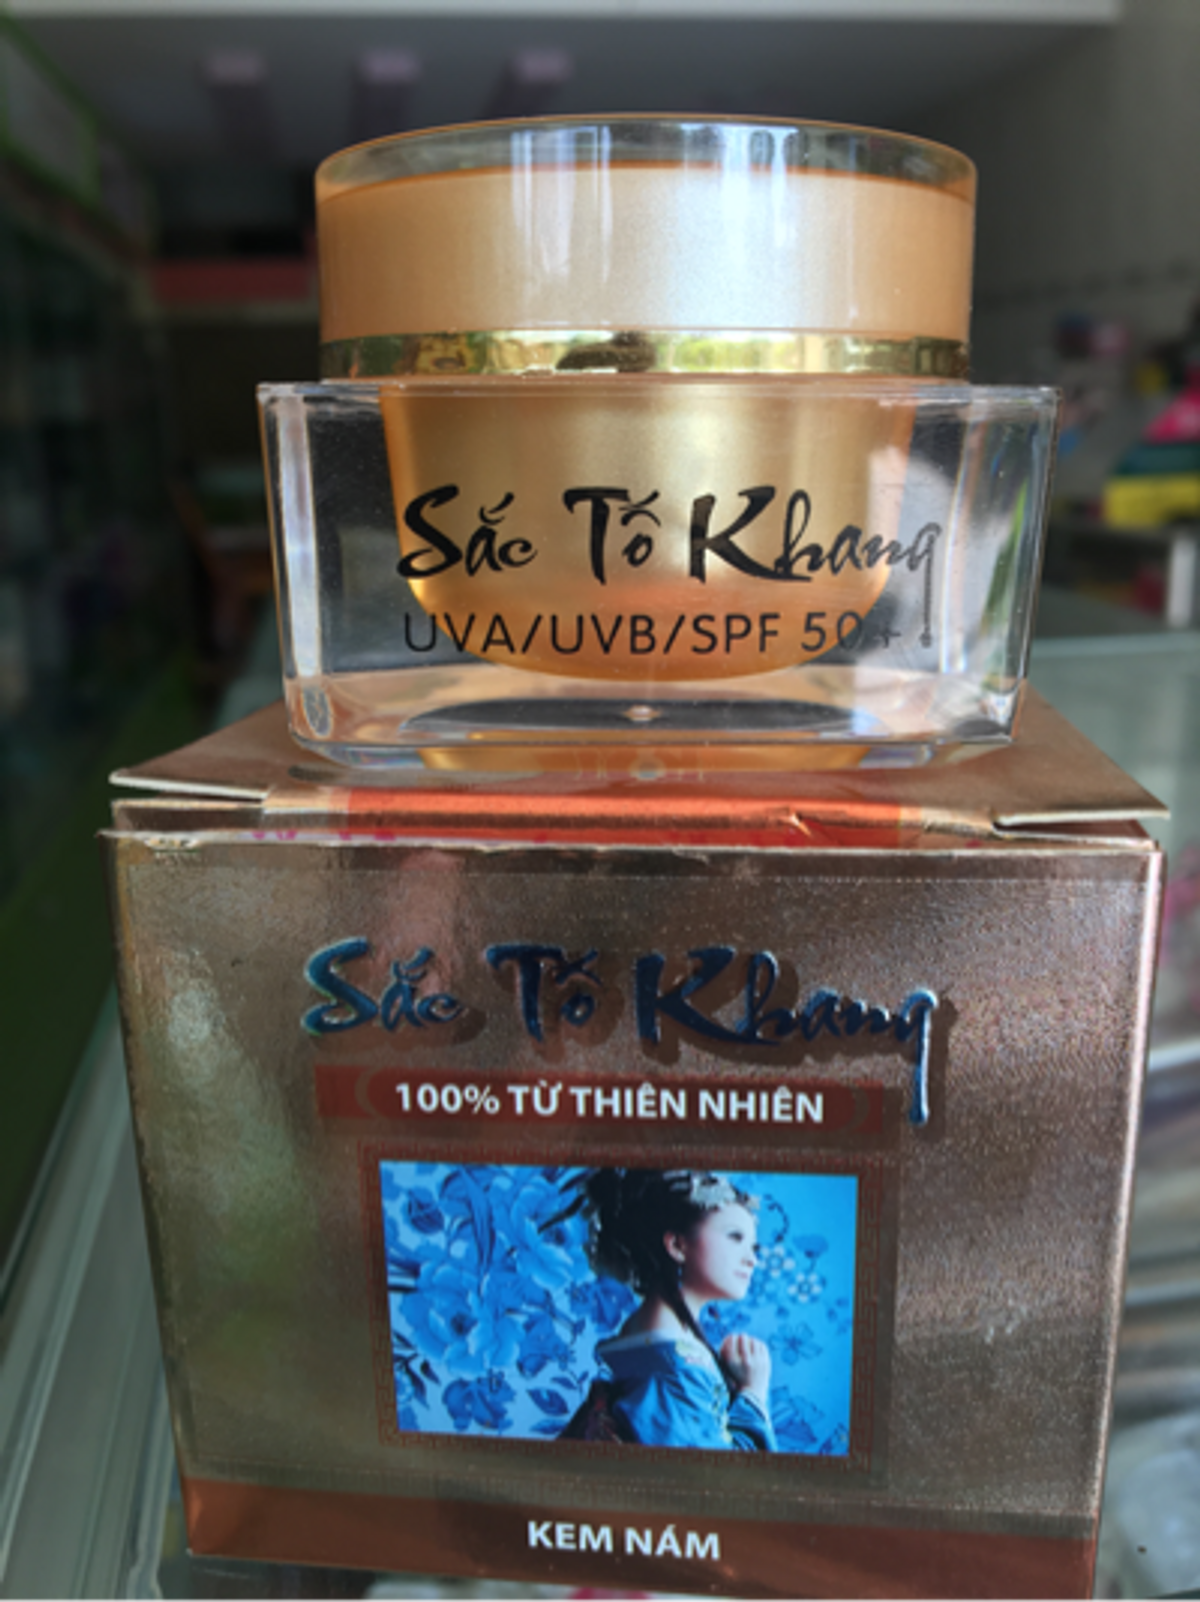 Sắc Tố Khang
UVA/UVB/SPF 50+
Sắc Tố Khang
100% TỪ THIÊN NHIÊN
KEM NÁM